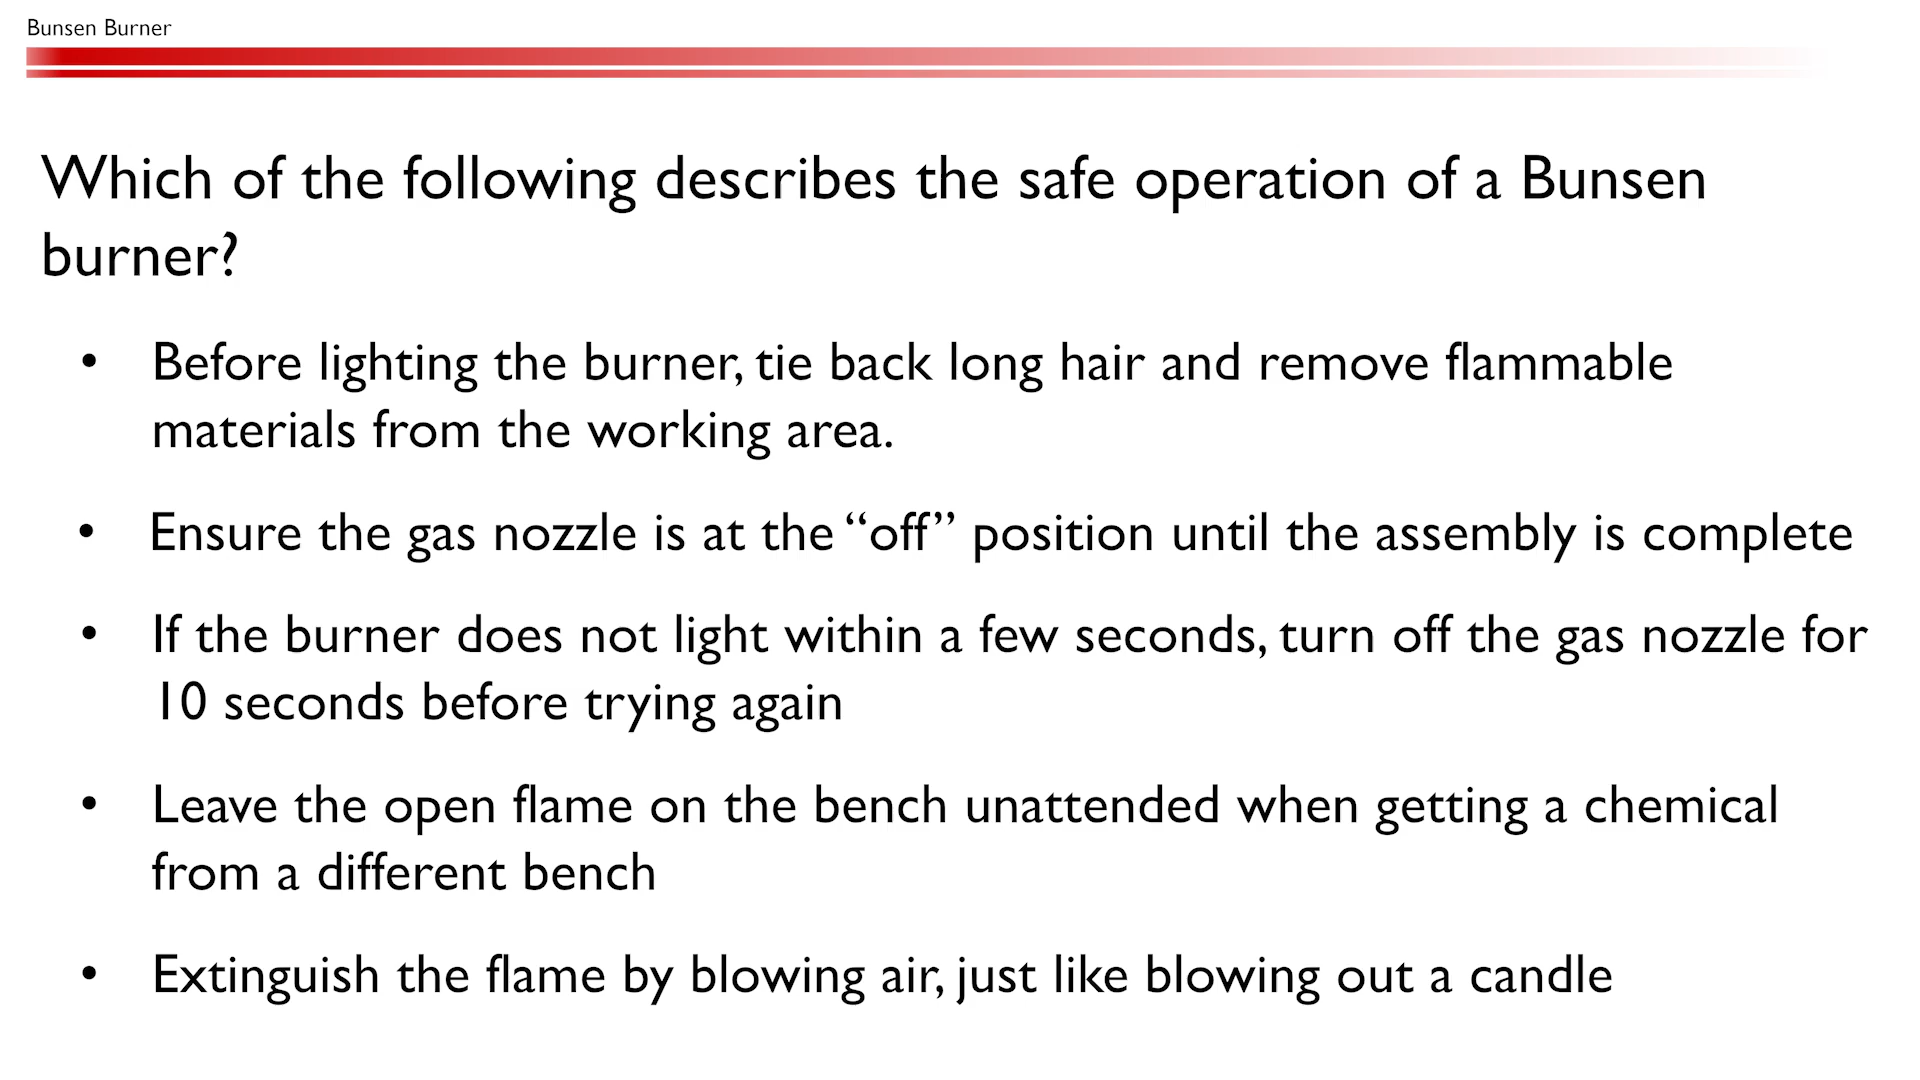 Bunsen Burner
Which of the following describes the safe operation of a Bunsen
burner?
• Before lighting the burner, tie back long hair and remove flammable
materials from the working area.
• Ensure the gas nozzle is at the “off” position until the assembly is complete
• If the burner does not light within a few seconds, turn off the gas nozzle for
10 seconds before trying again
• Leave the open flame on the bench unattended when getting a chemical
from a different bench
• Extinguish the flame by blowing air, just like blowing out a candle